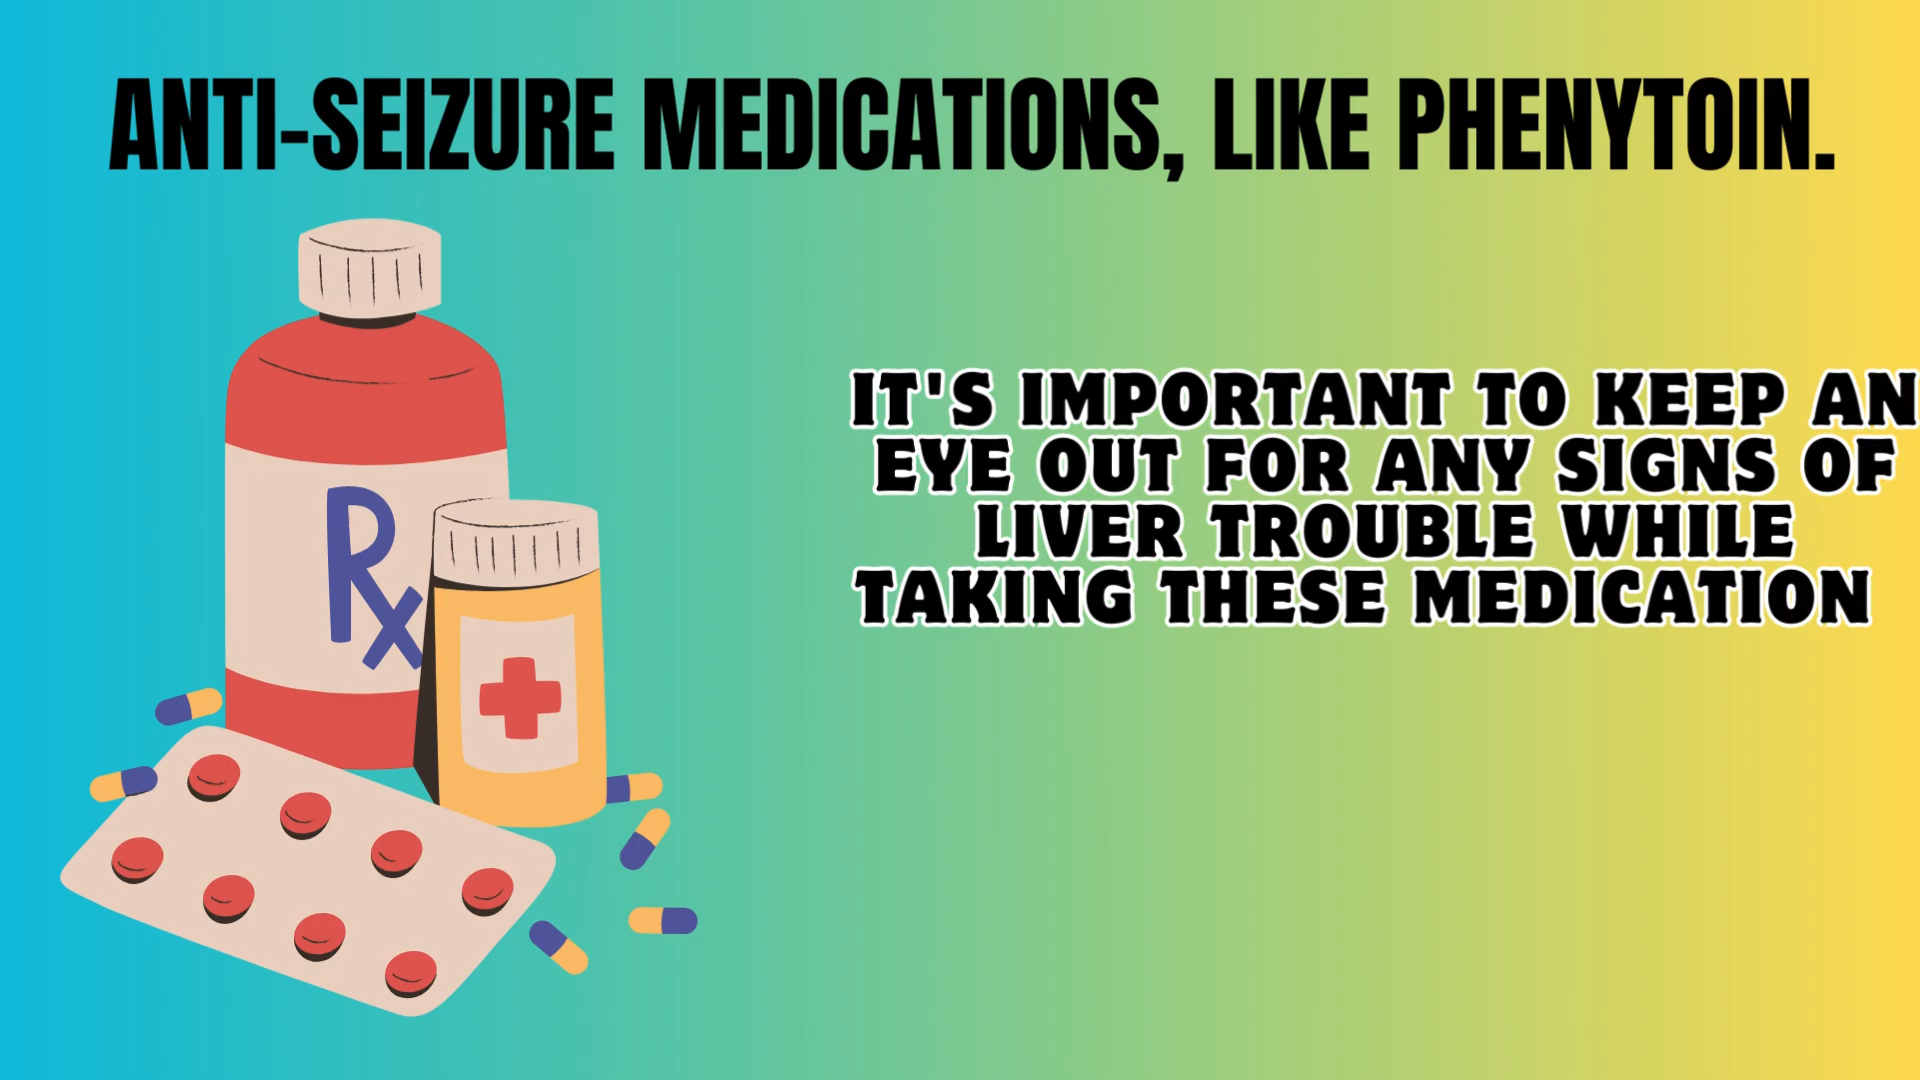 ANTI-SEIZURE MEDICATIONS, LIKE PHENYTOIN.
IT'S IMPORTANT TO KEEP AN
EYE OUT FOR ANY SIGNS OF
LIVER TROUBLE WHILE
TAKING THESE MEDICATION
Rx